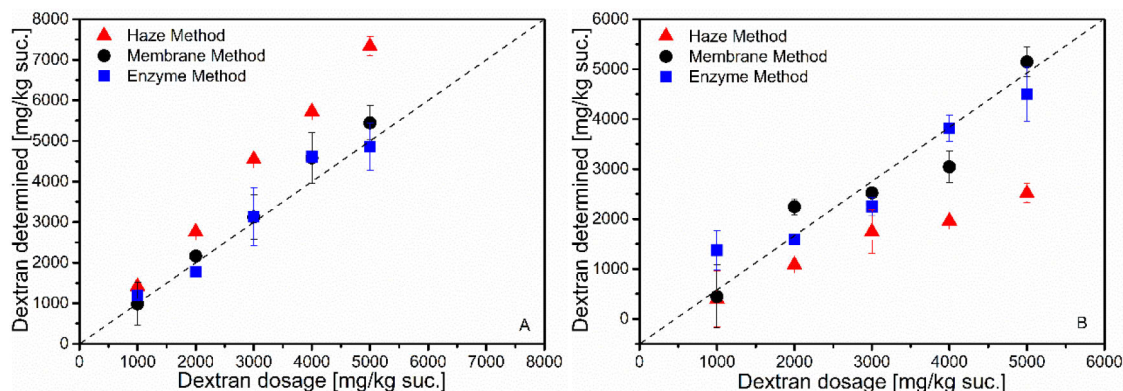 Dextran determined [mg/kg suc.]
8000
7000
6000
5000
4000
3000
2000
1000
0
Haze Method
Membrane Method
Enzyme Method
A
0 1000 2000 3000 4000 5000 6000 7000 8000
Dextran dosage [mg/kg suc.]
Dextran determined [mg/kg suc.]
6000
5000
4000
3000
2000
1000
0
Haze Method
Membrane Method
Enzyme Method
B
1000 2000 3000 4000 5000 6000
Dextran dosage [mg/kg suc.]